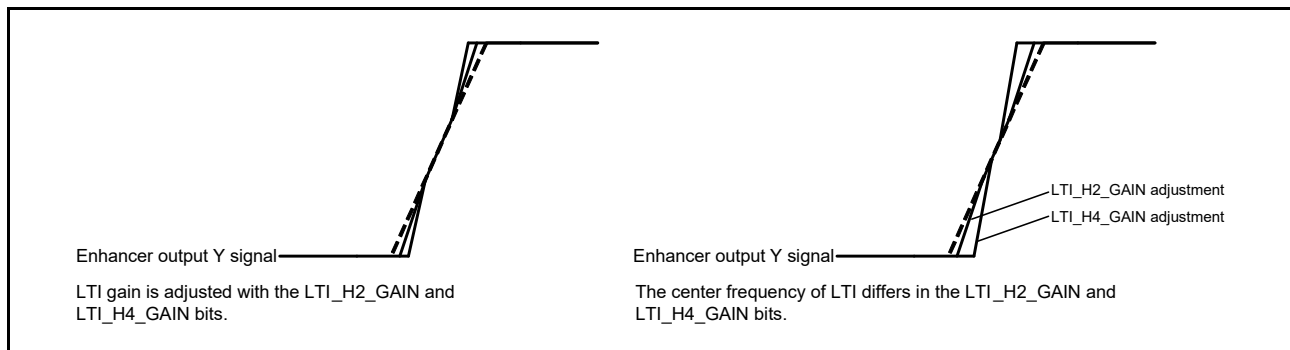 Enhancer output Y signal
LTI gain is adjusted with the LTI_H2_GAIN and
LTI_H4_GAIN bits.
LTI_H2_GAIN adjustment
LTI_H4_GAIN adjustment
Enhancer output Y signal
The center frequency of LTI differs in the LTI_H2_GAIN and
LTI_H4_GAIN bits.